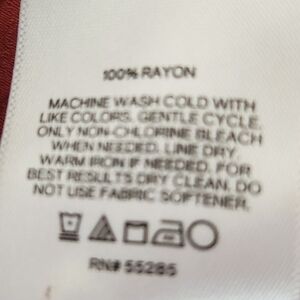 100% RAYON
MACHINE WASH COLD WITH
LIKE COLORS. GENTLE CYCLE.
ONLY NON-CHLORINE BLEACH
WHEN NEEDED. LINE DRY.
WARM IRON IF NEEDED. FOR
BEST RESULTS DRY CLEAN. DO
NOT USE FABRIC SOFTENER.
RN# 55285